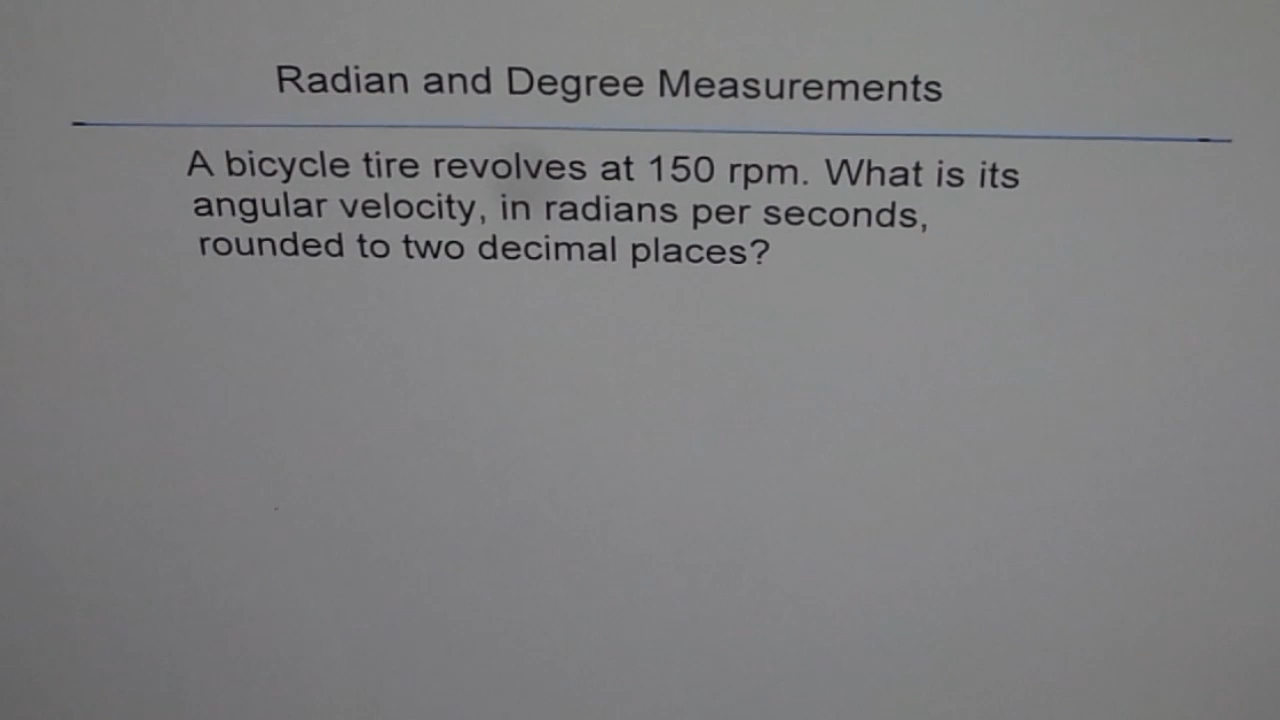 Radian and Degree Measurements
A bicycle tire revolves at 150 rpm. What is its
angular velocity, in radians per seconds,
rounded to two decimal places?